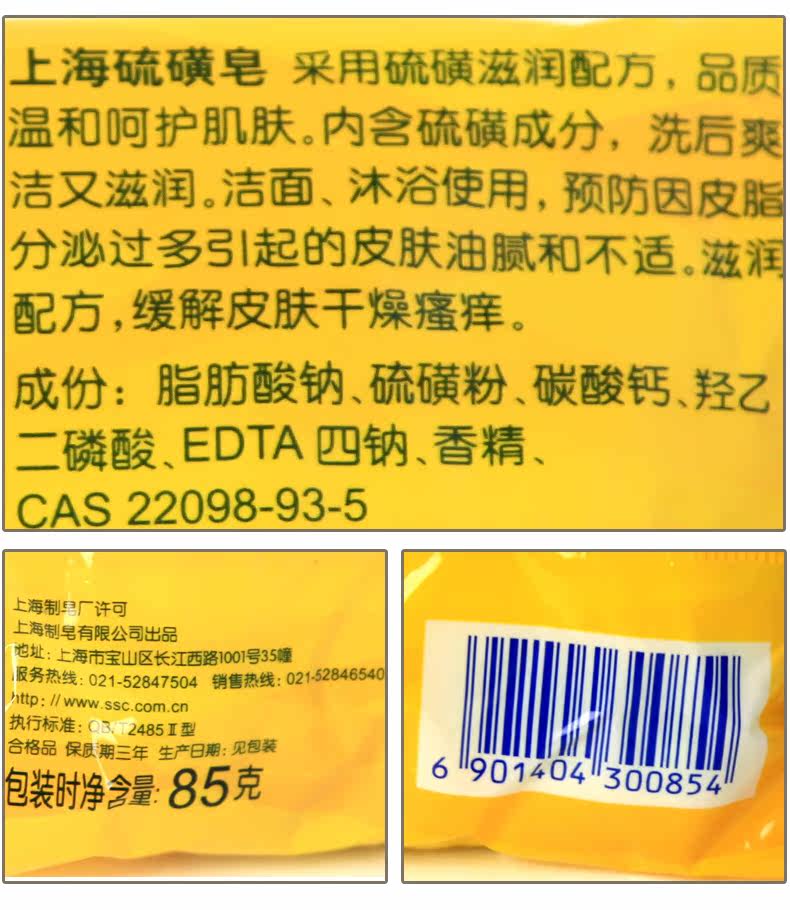 上海硫磺皂 采用硫磺滋润配方，品质
温和呵护肌肤。内含硫磺成分，洗后爽
洁又滋润。洁面、沐浴使用，预防因皮脂
分泌过多引起的皮肤油腻和不适。滋润
配方，缓解皮肤干燥瘙痒。
成份：脂肪酸钠、硫磺粉、碳酸钙、羟乙
二磷酸、EDTA 四钠、香精、
CAS 22098-93-5
上海制皂厂许可
上海制皂有限公司出品
地址：上海市宝山区长江西路1001号35幢
服务热线：021-52847504 销售热线：021-52846540
http://www.ssc.com.cn
执行标准：QB/T2485Ⅱ型
合格品 保质期三年 生产日期：见包装
包装时净含量：85克
6 901404 300854